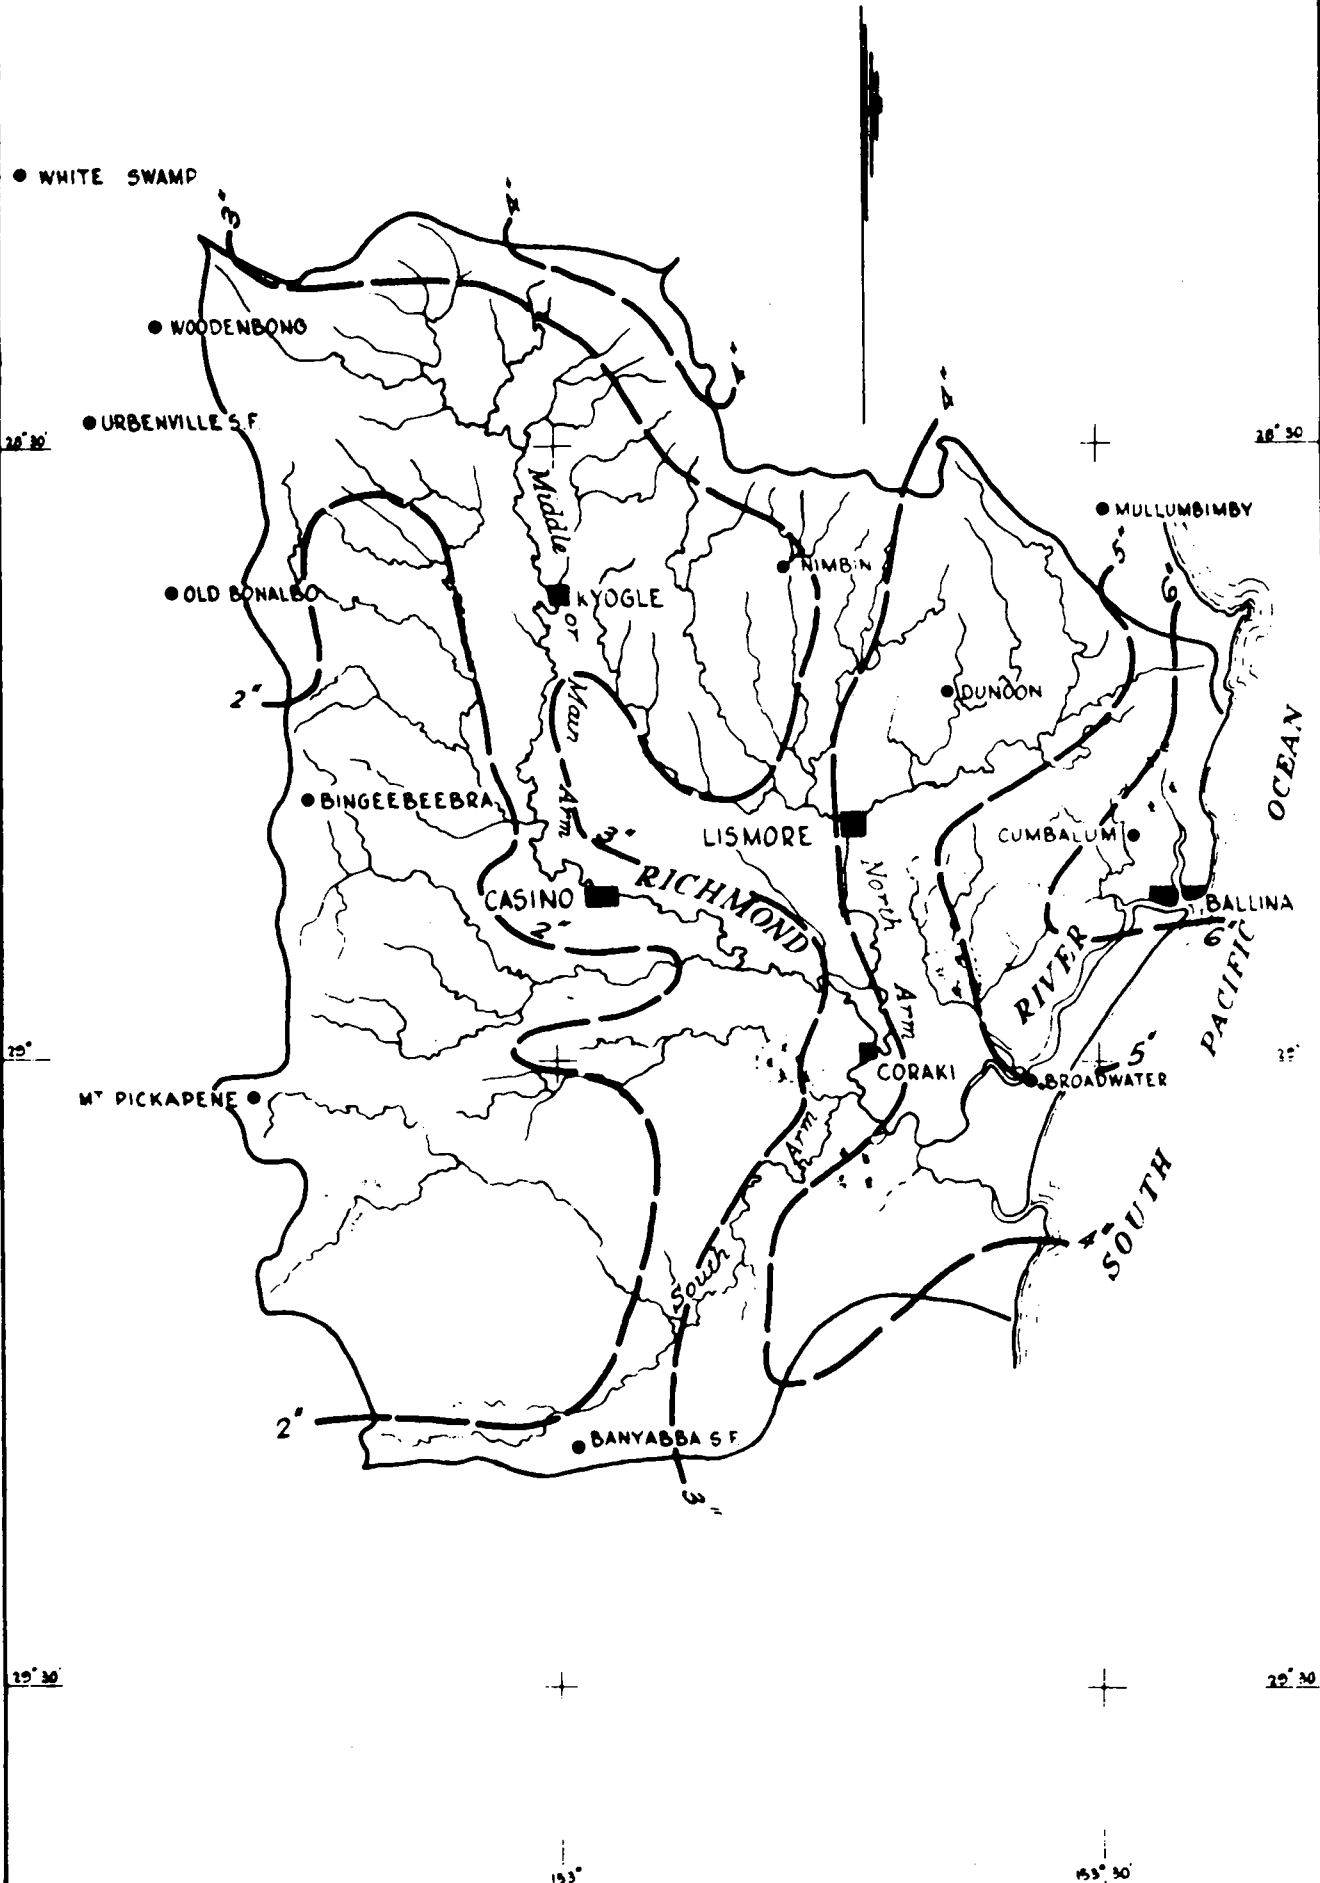 WHITE SWAMP
3"
4"
WOODENBONG
4"
4"
URBENVILLE S.F.
28° 30'
28° 30
Middle
MULLUMBIMBY
5"
NIMBIN
6"
OLD BONALBO
KYOGLE
or
2"
Main
DUNOON
OCEAN
BINGEEBEEBRA
Arm
3"
LISMORE
CUMBALUM
RICHMOND
North
CASINO
2"
BALLINA
6"
RIVER
PACIFIC
Arm
29°
29°
5"
CORAKI
BROADWATER
MT PICKAPENE
Arm
SOUTH
4"
South
2"
BANYABBA S F
3"
29° 30'
29° 30
153°
153° 30'